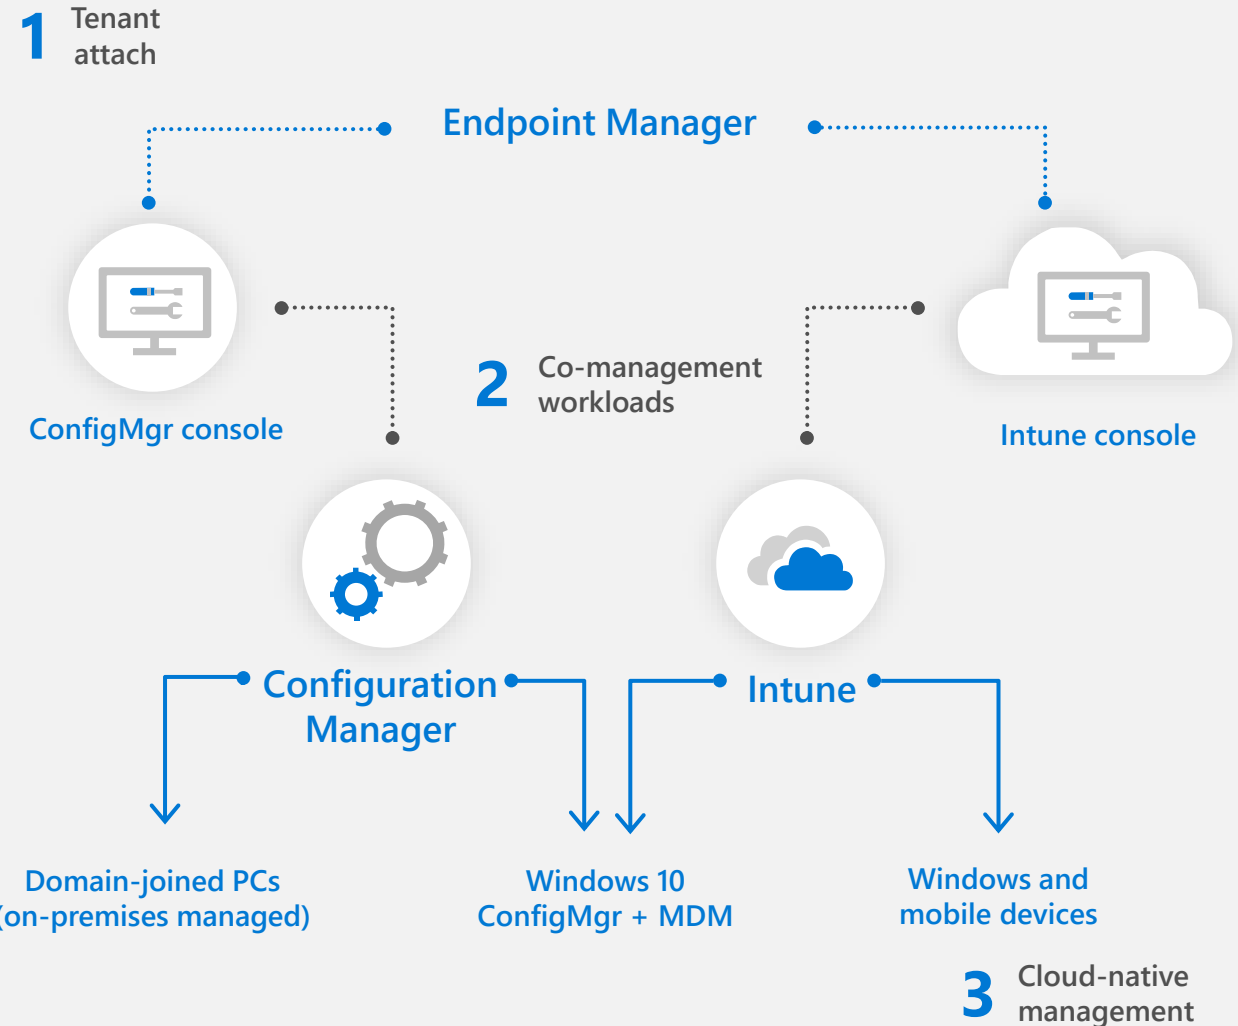 1 Tenant
attach
Endpoint Manager
2 Co-management
workloads
ConfigMgr console
Intune console
Configuration
Manager
Intune
Domain-joined PCs
(on-premises managed)
Windows 10
ConfigMgr + MDM
Windows and
mobile devices
3 Cloud-native
management